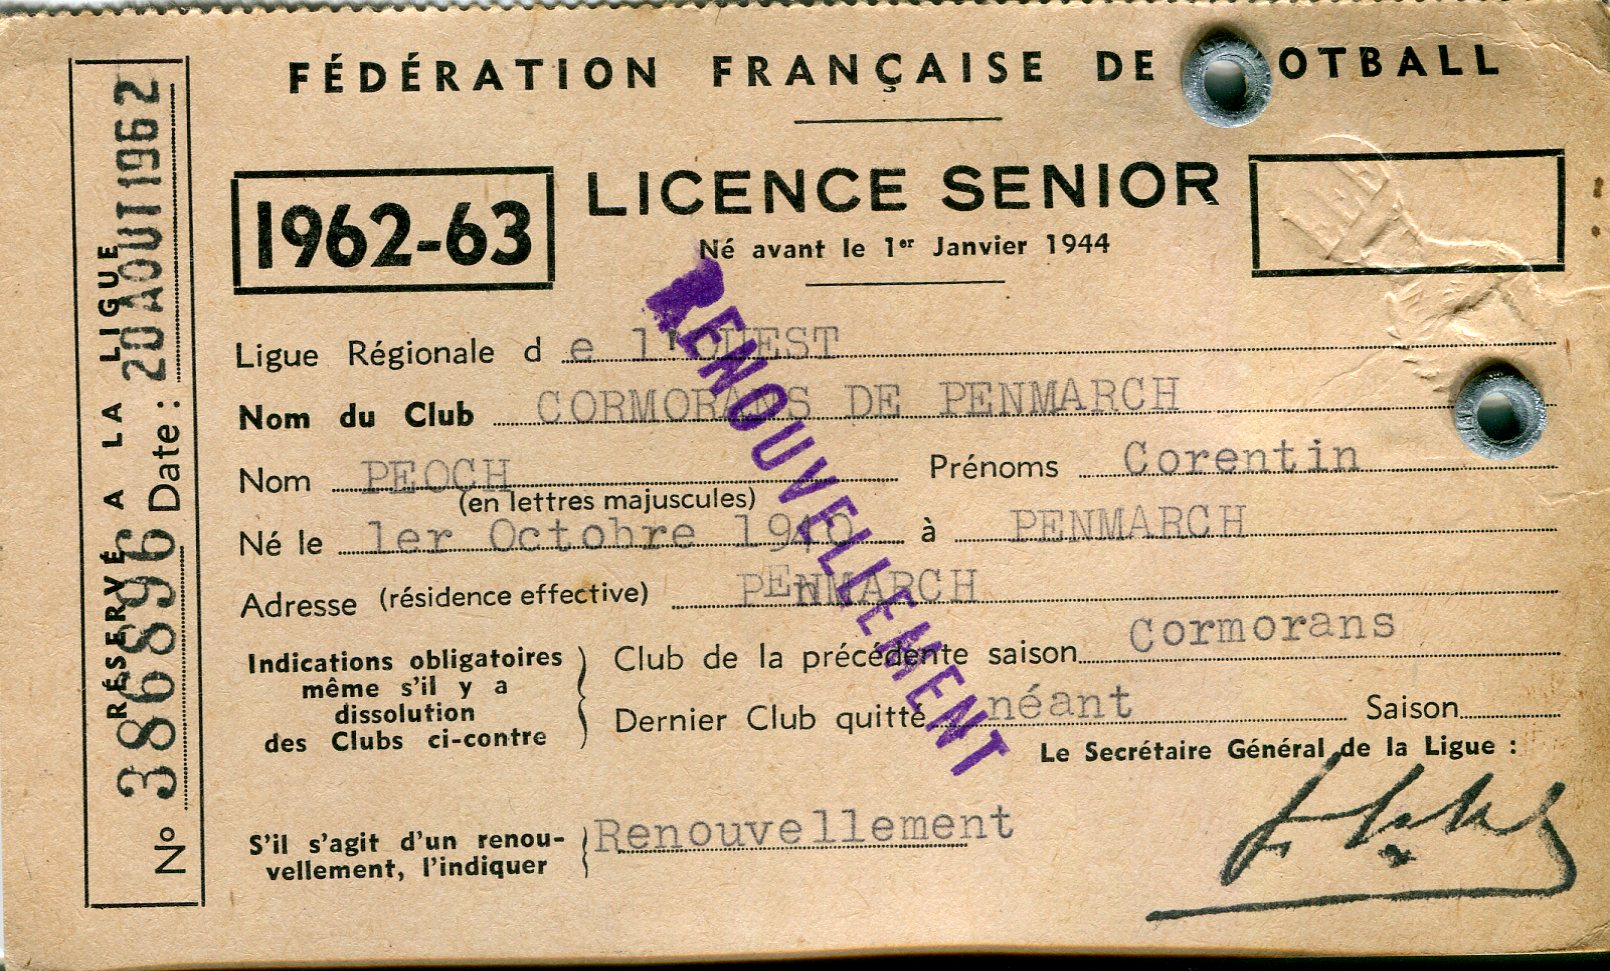 FÉDÉRATION FRANÇAISE DE OTBALL
1962-63
LICENCE SENIOR
Né avant le 1er Janvier 1944
RÉSERVÉ A LA LIGUE
N° 386896 Date : 20 AOUT 1962
RENOUVELLEMENT
Ligue Régionale d e l'OUEST
Nom du Club CORMORANS DE PENMARCH
Nom PEOCH Prénoms Corentin
(en lettres majuscules)
Né le 1er Octobre 1940 à PENMARCH
Adresse (résidence effective) PEnMARCH
Indications obligatoires
même s'il y a
dissolution
des Clubs ci-contre
Club de la précédente saison Cormorans
Dernier Club quitté néant Saison
Le Secrétaire Général de la Ligue :
S'il s'agit d'un renou-
vellement, l'indiquer
Renouvellement